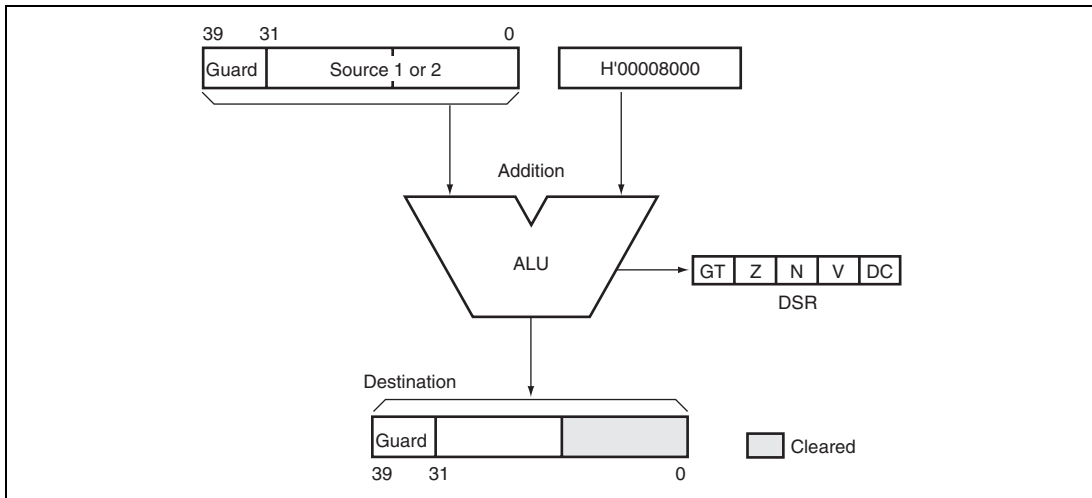 39 31 0
Guard Source 1 or 2 H'00008000
Addition
ALU
GT Z N V DC
DSR
Destination
Guard
Cleared
39 31 0